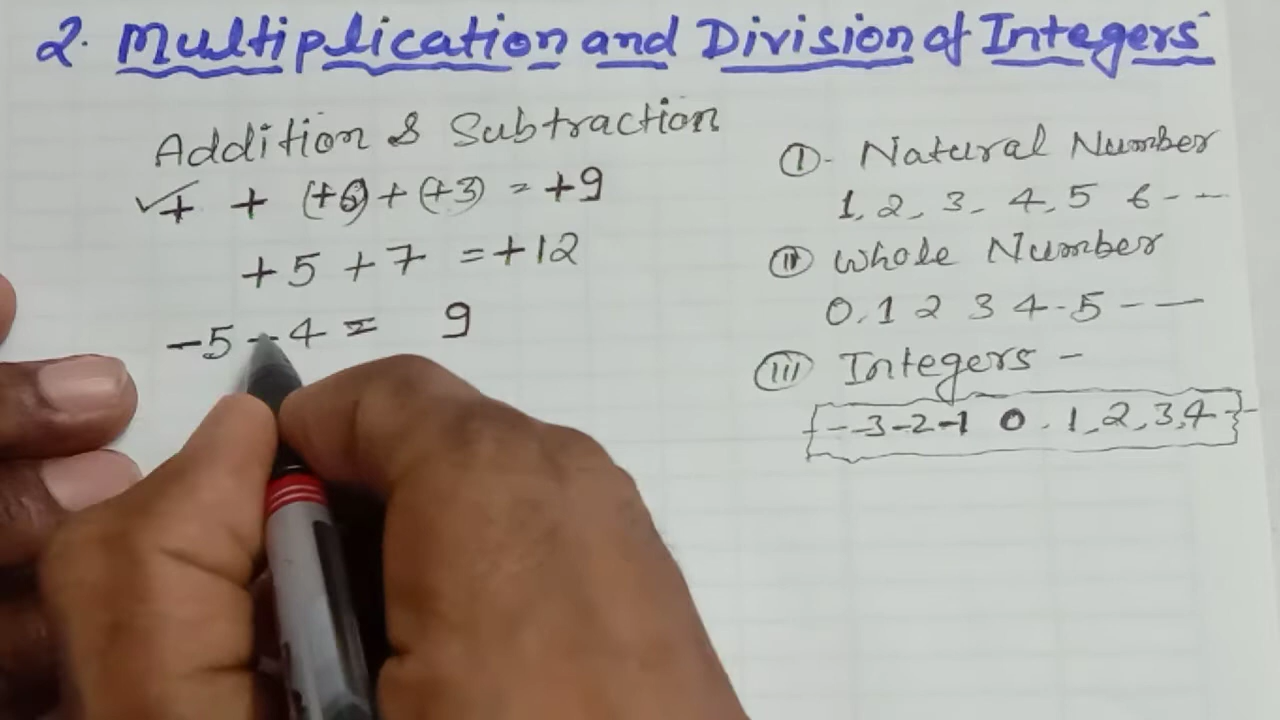 2. Multiplication and Division of Integers
Addition & Subtraction
✓+ + (+6) + (+3) = +9
+5 +7 = +12
-5 - 4 = 9
I - Natural Number
1, 2, 3, 4, 5 6 - -
II Whole Number
0, 1 2 3 4 - 5 - -
III Integers -
{ - -3 -2 -1 0 . 1, 2, 3, 4 - } -